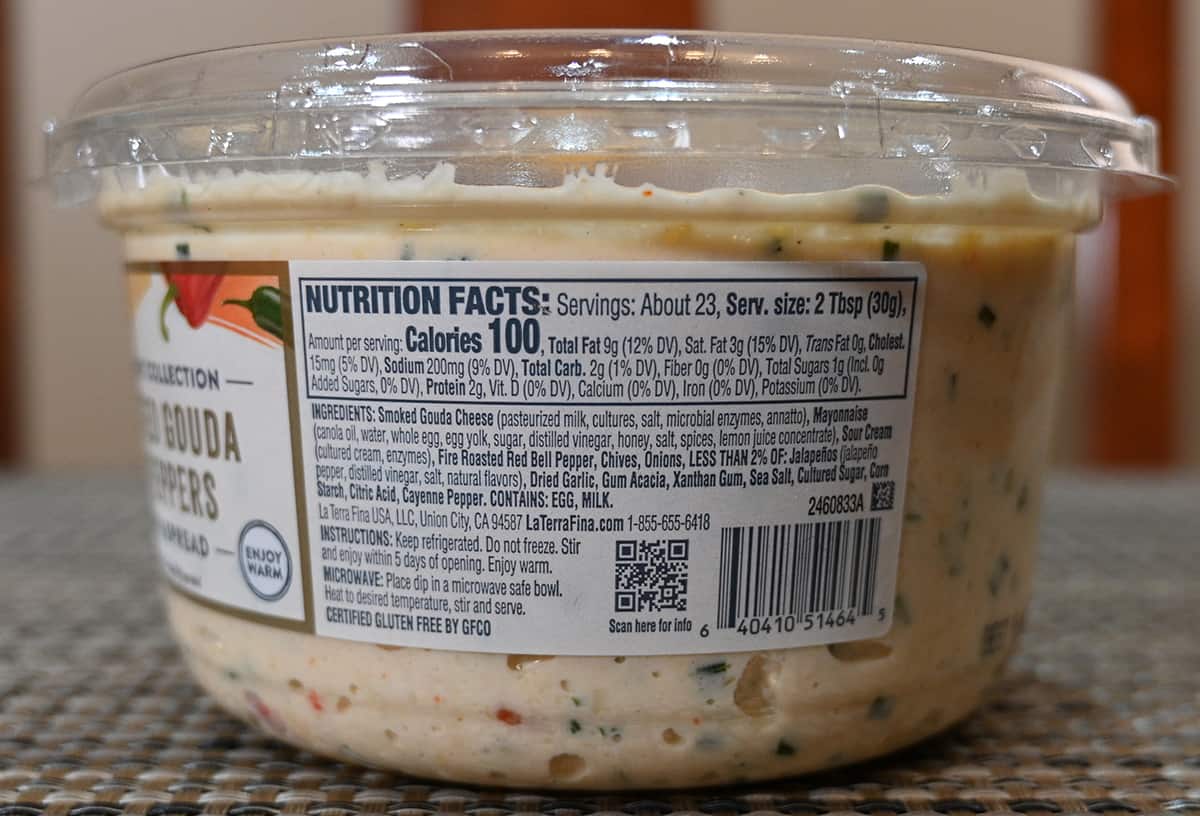 COLLECTION
GOUDA
SPREAD
ENJOY
WARM
NUTRITION FACTS: Servings: About 23, Serv. size: 2 Tbsp (30g),
Amount per serving: Calories 100, Total Fat 9g (12% DV), Sat. Fat 3g (15% DV), Trans Fat 0g, Cholest.
15mg (5% DV), Sodium 200mg (9% DV), Total Carb. 2g (1% DV), Fiber 0g (0% DV), Total Sugars 1g (Incl. 0g
Added Sugars, 0% DV), Protein 2g, Vit. D (0% DV), Calcium (0% DV), Iron (0% DV), Potassium (0% DV).
INGREDIENTS: Smoked Gouda Cheese (pasteurized milk, cultures, salt, microbial enzymes, annatto), Mayonnaise
(canola oil, water, whole egg, egg yolk, sugar, distilled vinegar, honey, salt, spices, lemon juice concentrate), Sour Cream
(cultured cream, enzymes), Fire Roasted Red Bell Pepper, Chives, Onions, LESS THAN 2% OF: Jalapeños (jalapeño
pepper, distilled vinegar, salt, natural flavors), Dried Garlic, Gum Acacia, Xanthan Gum, Sea Salt, Cultured Sugar, Corn
Starch, Citric Acid, Cayenne Pepper. CONTAINS: EGG, MILK.
2460833A
La Terra Fina USA, LLC, Union City, CA 94587 LaTerraFina.com 1-855-655-6418
INSTRUCTIONS: Keep refrigerated. Do not freeze. Stir
and enjoy within 5 days of opening. Enjoy warm.
MICROWAVE: Place dip in a microwave safe bowl.
Heat to desired temperature, stir and serve.
CERTIFIED GLUTEN FREE BY GFCO
Scan here for info
6 40410 51464 5